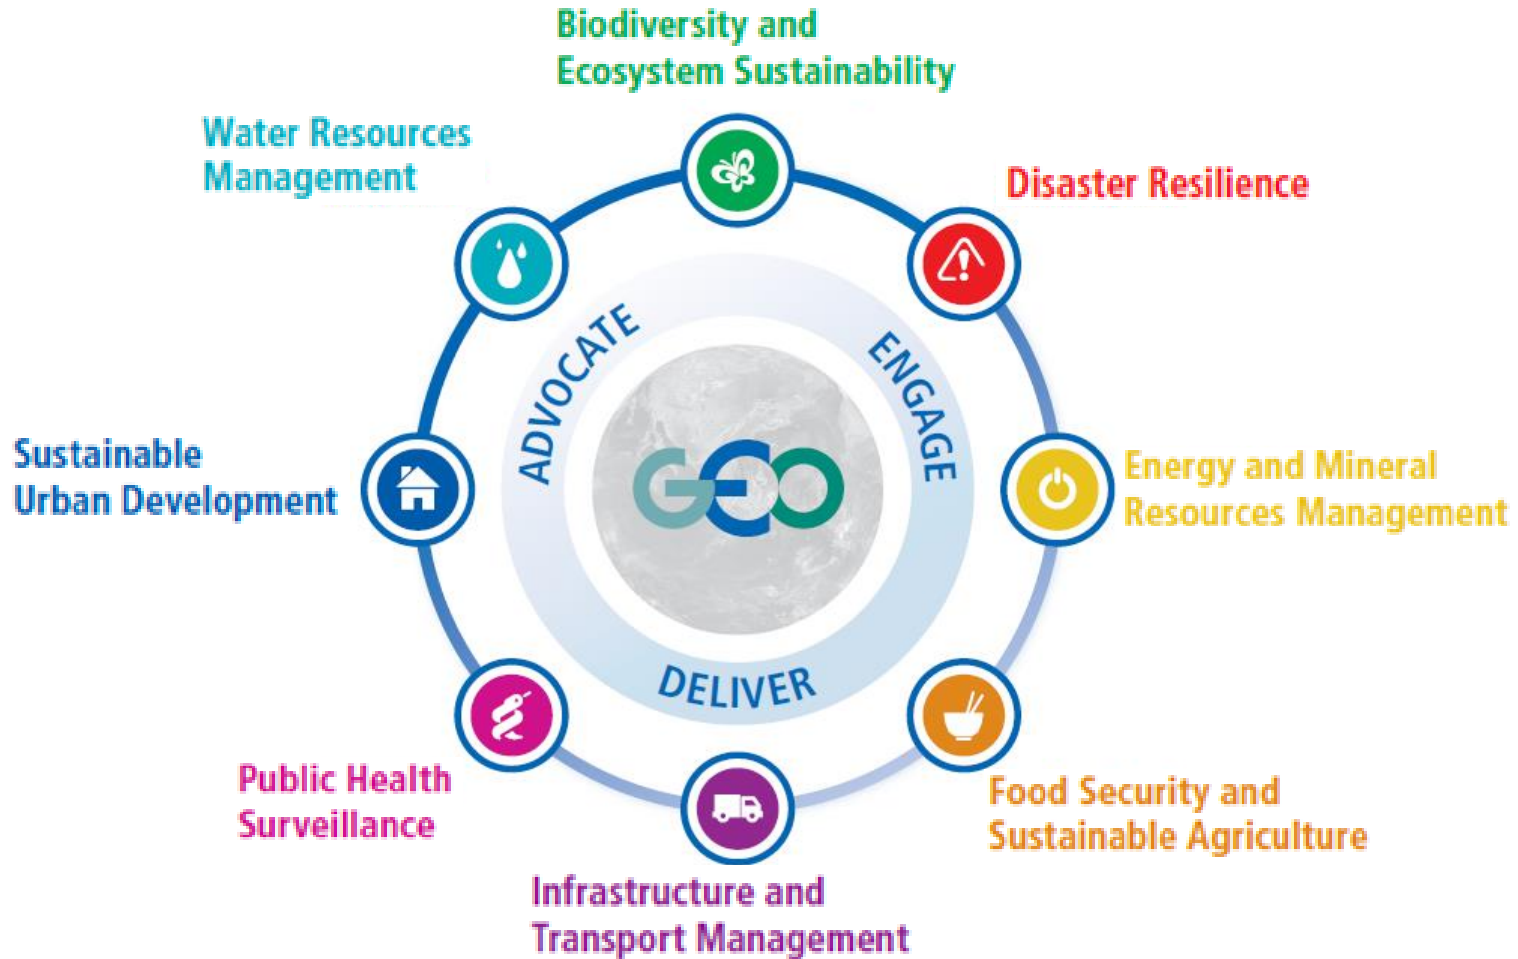 Biodiversity and
Ecosystem Sustainability
Water Resources
Management
Disaster Resilience
ADVOCATE
ENGAGE
GEO
Sustainable
Urban Development
Energy and Mineral
Resources Management
DELIVER
Public Health
Surveillance
Food Security and
Sustainable Agriculture
Infrastructure and
Transport Management